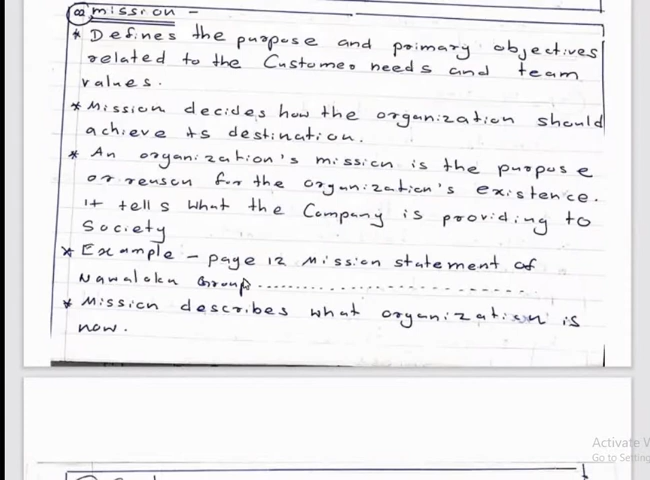 8 mission -
* Defines the purpose and primary objectives
related to the Customer needs and team
values.
* Mission decides how the organization should
achieve its destination.
* An organization's mission is the purpose
or reason for the organization's existence.
It tells what the Company is providing to
Society
* Example - page 12 Mission statement of
Nawaloka Group..............................
* Mission describes what organization is
now.
Activate W
Go to Setting